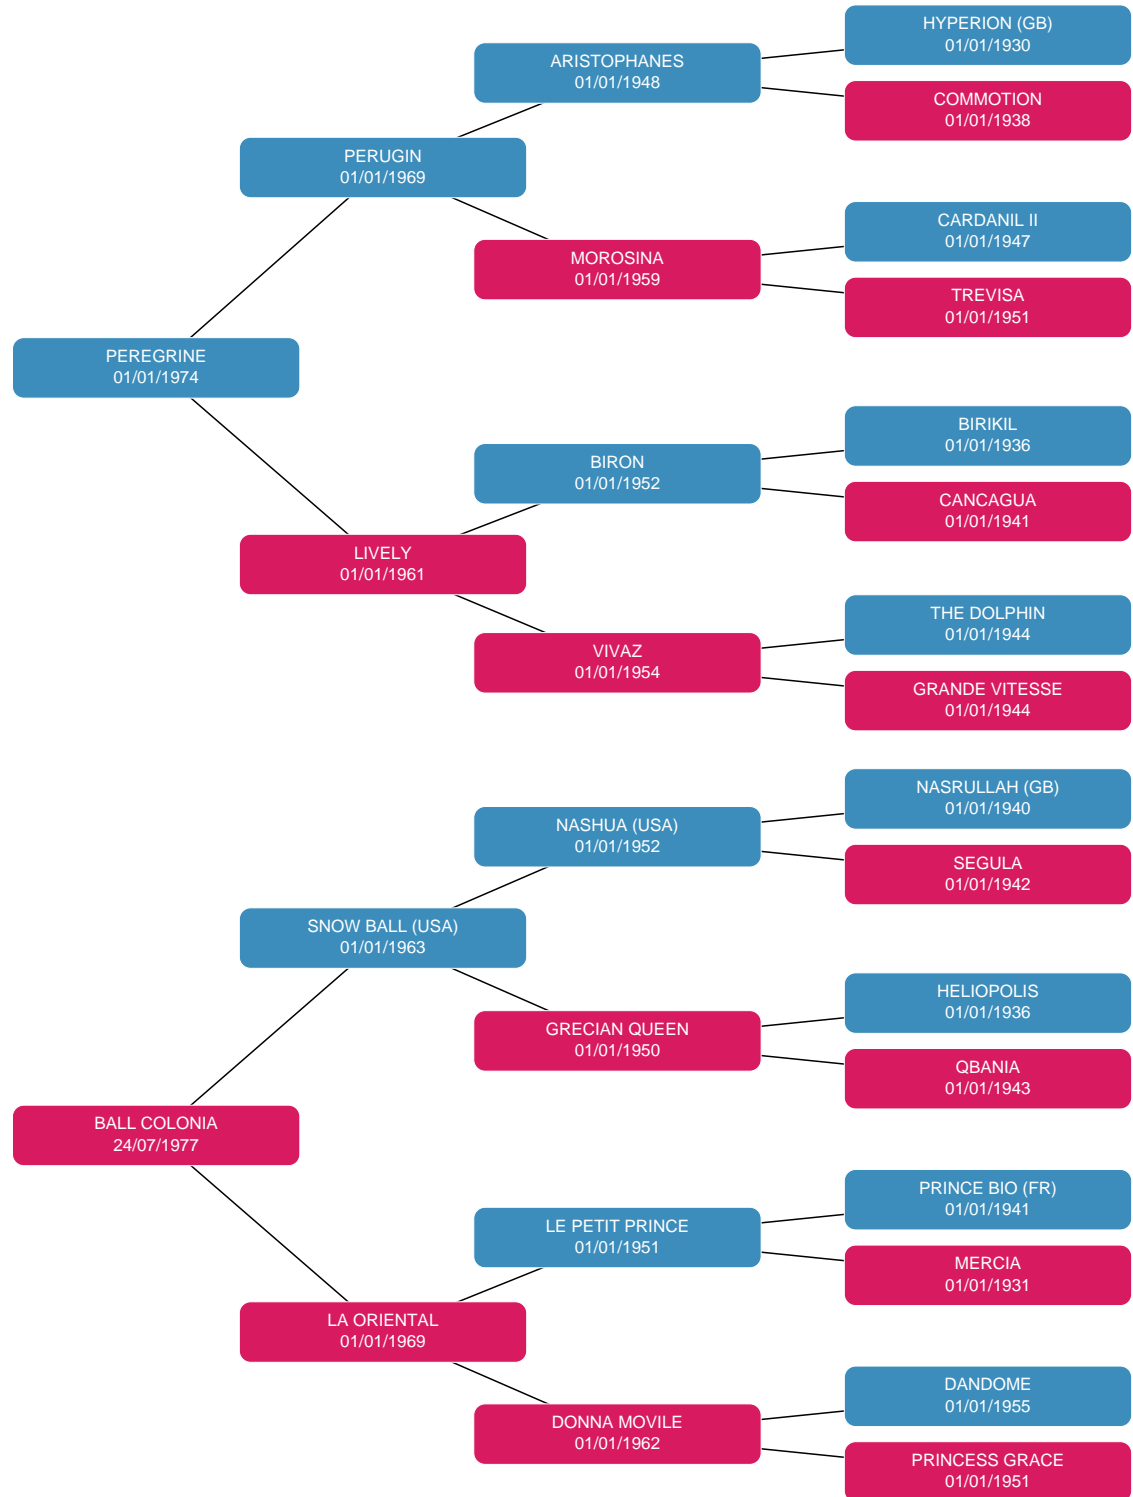 HYPERION (GB)
01/01/1930
ARISTOPHANES
01/01/1948
COMMOTION
01/01/1938
PERUGIN
01/01/1969
CARDANIL II
01/01/1947
MOROSINA
01/01/1959
TREVISA
01/01/1951
PEREGRINE
01/01/1974
BIRIKIL
01/01/1936
BIRON
01/01/1952
CANCAGUA
01/01/1941
LIVELY
01/01/1961
THE DOLPHIN
01/01/1944
VIVAZ
01/01/1954
GRANDE VITESSE
01/01/1944
NASRULLAH (GB)
01/01/1940
NASHUA (USA)
01/01/1952
SEGULA
01/01/1942
SNOW BALL (USA)
01/01/1963
HELIOPOLIS
01/01/1936
GRECIAN QUEEN
01/01/1950
QBANIA
01/01/1943
BALL COLONIA
24/07/1977
PRINCE BIO (FR)
01/01/1941
LE PETIT PRINCE
01/01/1951
MERCIA
01/01/1931
LA ORIENTAL
01/01/1969
DANDOME
01/01/1955
DONNA MOVILE
01/01/1962
PRINCESS GRACE
01/01/1951